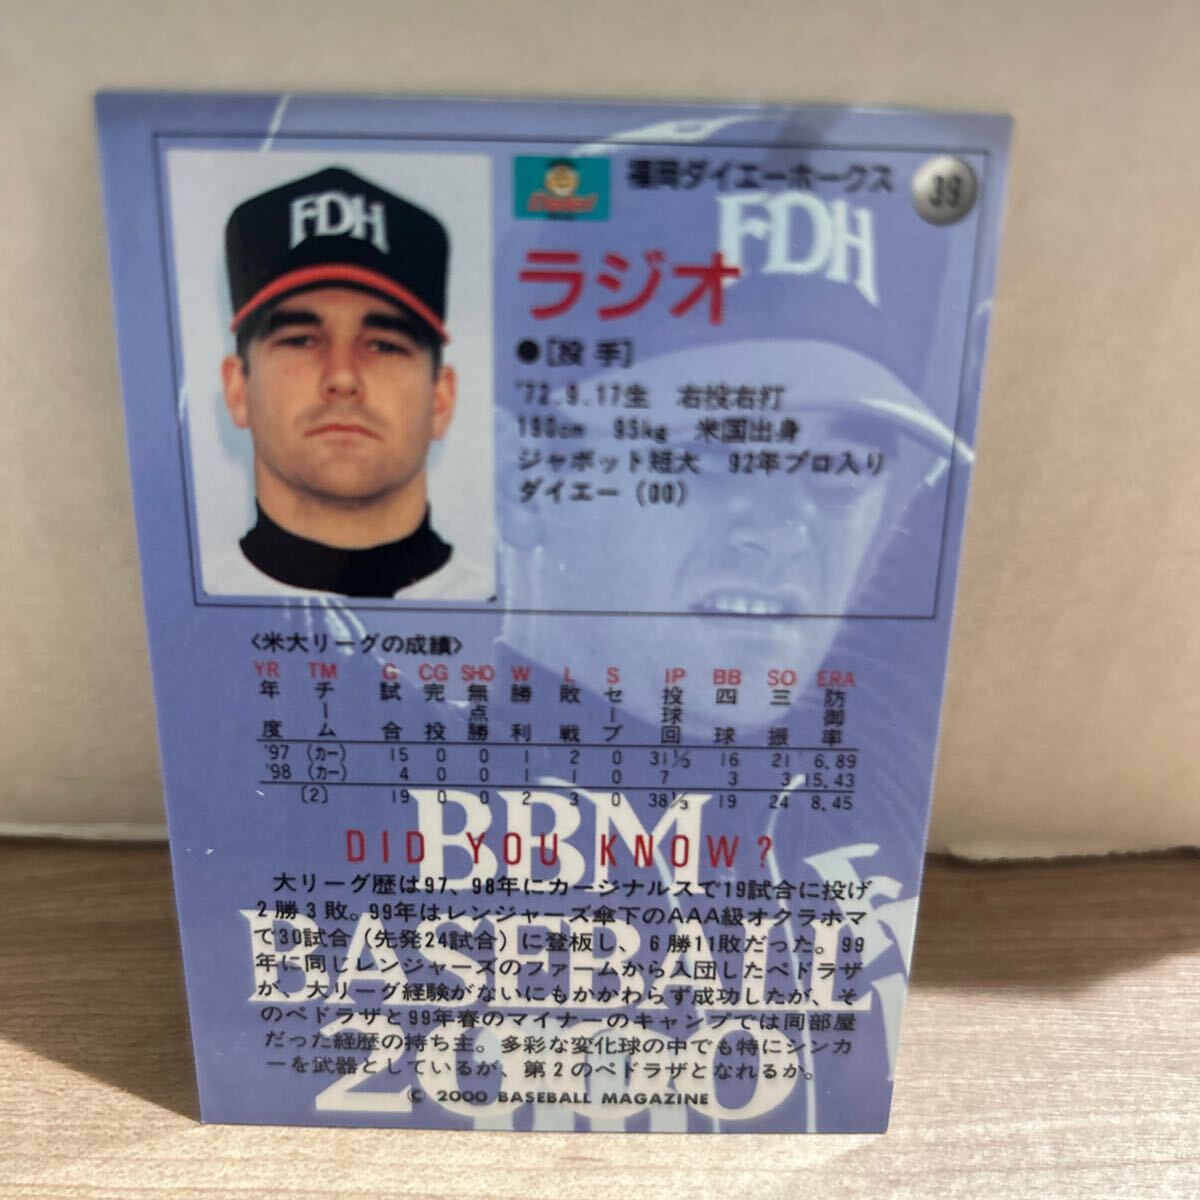 FDH
Daiei
福岡ダイエーホークス
39
FDH
ラジオ
●[投手]
'72.9.17生 右投右打
190cm 95kg 米国出身
ジャボット短大 92年プロ入り
ダイエー(00)
〈米大リーグの成績〉
YR TM G CG SHO W L S IP BB SO ERA
年度 チーム 試合 完投 無点勝 勝利 敗戦 セーブ 投球回 四球 三振 防御率
'97 (カー) 15 0 0 1 2 0 31⅓ 16 21 6.89
'98 (カー) 4 0 0 1 1 0 7 3 3 15.43
〔2〕 19 0 0 2 3 0 38⅓ 19 24 8.45
BBM
DID YOU KNOW?
BASEBALL
2000
大リーグ歴は97、98年にカージナルスで19試合に投げ
2勝3敗。99年はレンジャーズ傘下のAAA級オクラホマ
で30試合(先発24試合)に登板し、6勝11敗だった。99
年に同じレンジャーズのファームから入団したペドラザ
が、大リーグ経験がないにもかかわらず成功したが、そ
のペドラザと99年春のマイナーのキャンプでは同部屋
だった経歴の持ち主。多彩な変化球の中でも特にシンカ
ーを武器としているが、第2のペドラザとなれるか。
© 2000 BASEBALL MAGAZINE